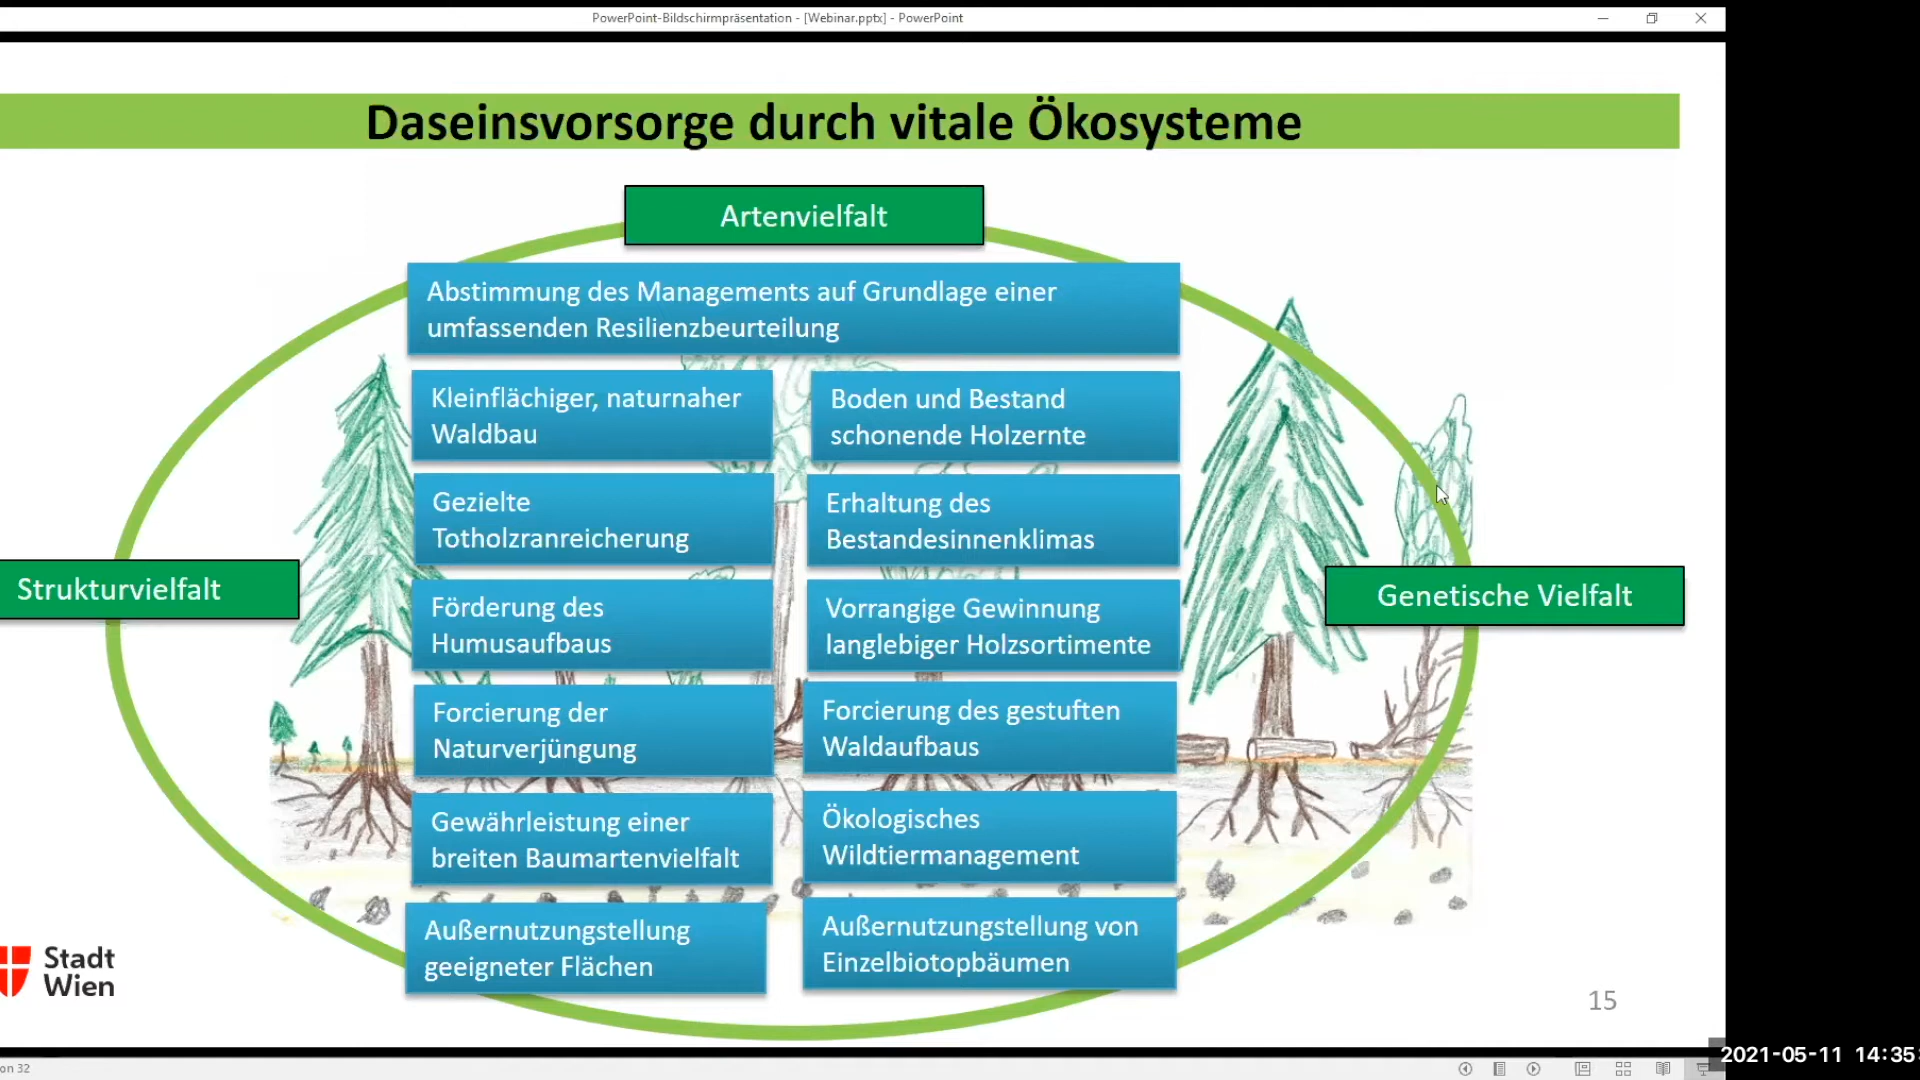 PowerPoint-Bildschirmpräsentation - [Webinar.pptx] - PowerPoint
Daseinsvorsorge durch vitale Ökosysteme
Artenvielfalt
Abstimmung des Managements auf Grundlage einer
umfassenden Resilienzbeurteilung
Kleinflächiger, naturnaher
Waldbau
Boden und Bestand
schonende Holzernte
Gezielte
Totholzranreicherung
Erhaltung des
Bestandesinnenklimas
Strukturvielfalt
Genetische Vielfalt
Förderung des
Humusaufbaus
Vorrangige Gewinnung
langlebiger Holzsortimente
Forcierung der
Naturverjüngung
Forcierung des gestuften
Waldaufbaus
Gewährleistung einer
breiten Baumartenvielfalt
Ökologisches
Wildtiermanagement
Außernutzungstellung
geeigneter Flächen
Außernutzungstellung von
Einzelbiotopbäumen
Stadt
Wien
15
on 32
2021-05-11 14:35: